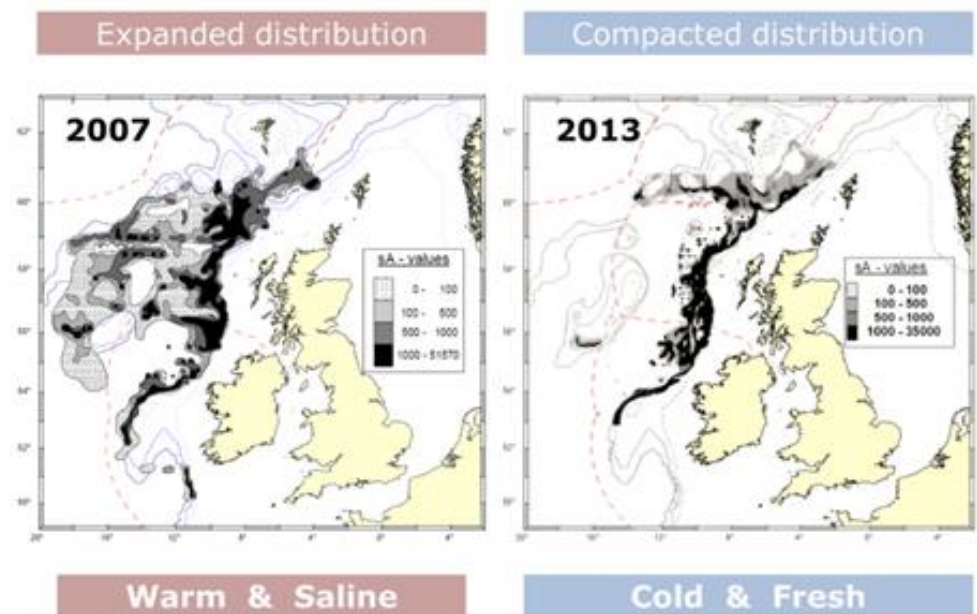 Expanded distribution
Compacted distribution
2007
2013
sA - values
0 - 100
100 - 500
500 - 1000
1000 - 51570
sA - values
0 - 100
100 - 500
500 - 1000
1000 - 35000
Warm & Saline
Cold & Fresh